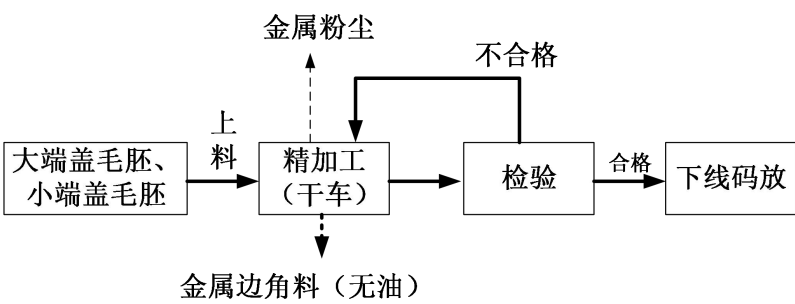 金属粉尘
不合格
上料
大端盖毛胚、
小端盖毛胚
精加工
（干车）
检验
合格
下线码放
金属边角料（无油）